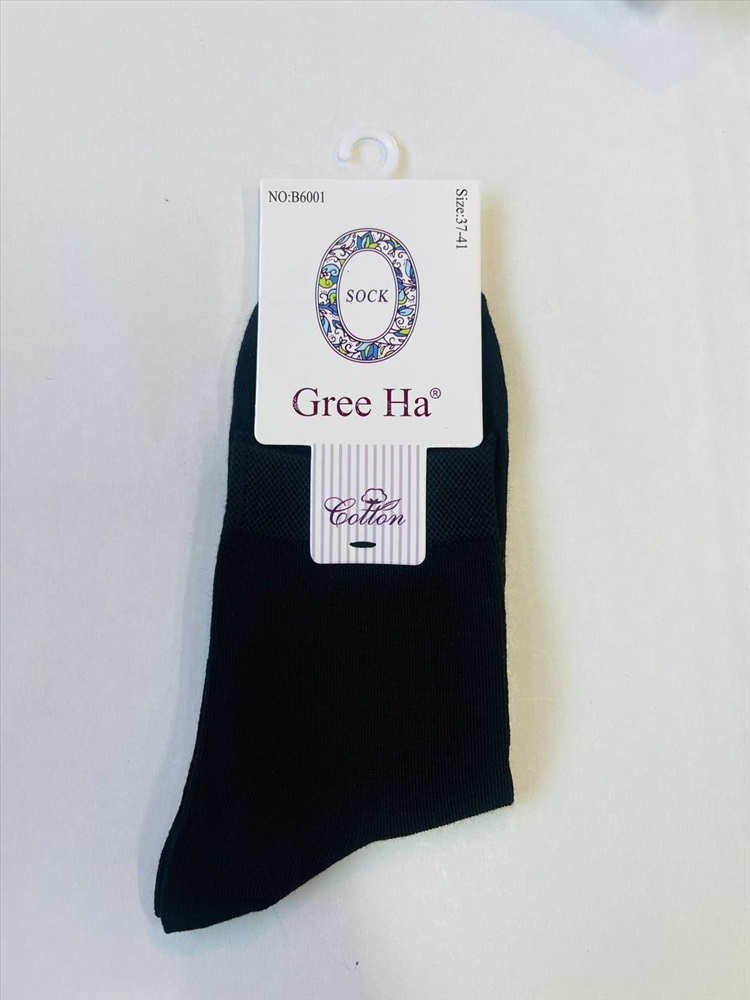 NO:B6001
Size:37-41
SOCK
Gree Ha®
Cotton